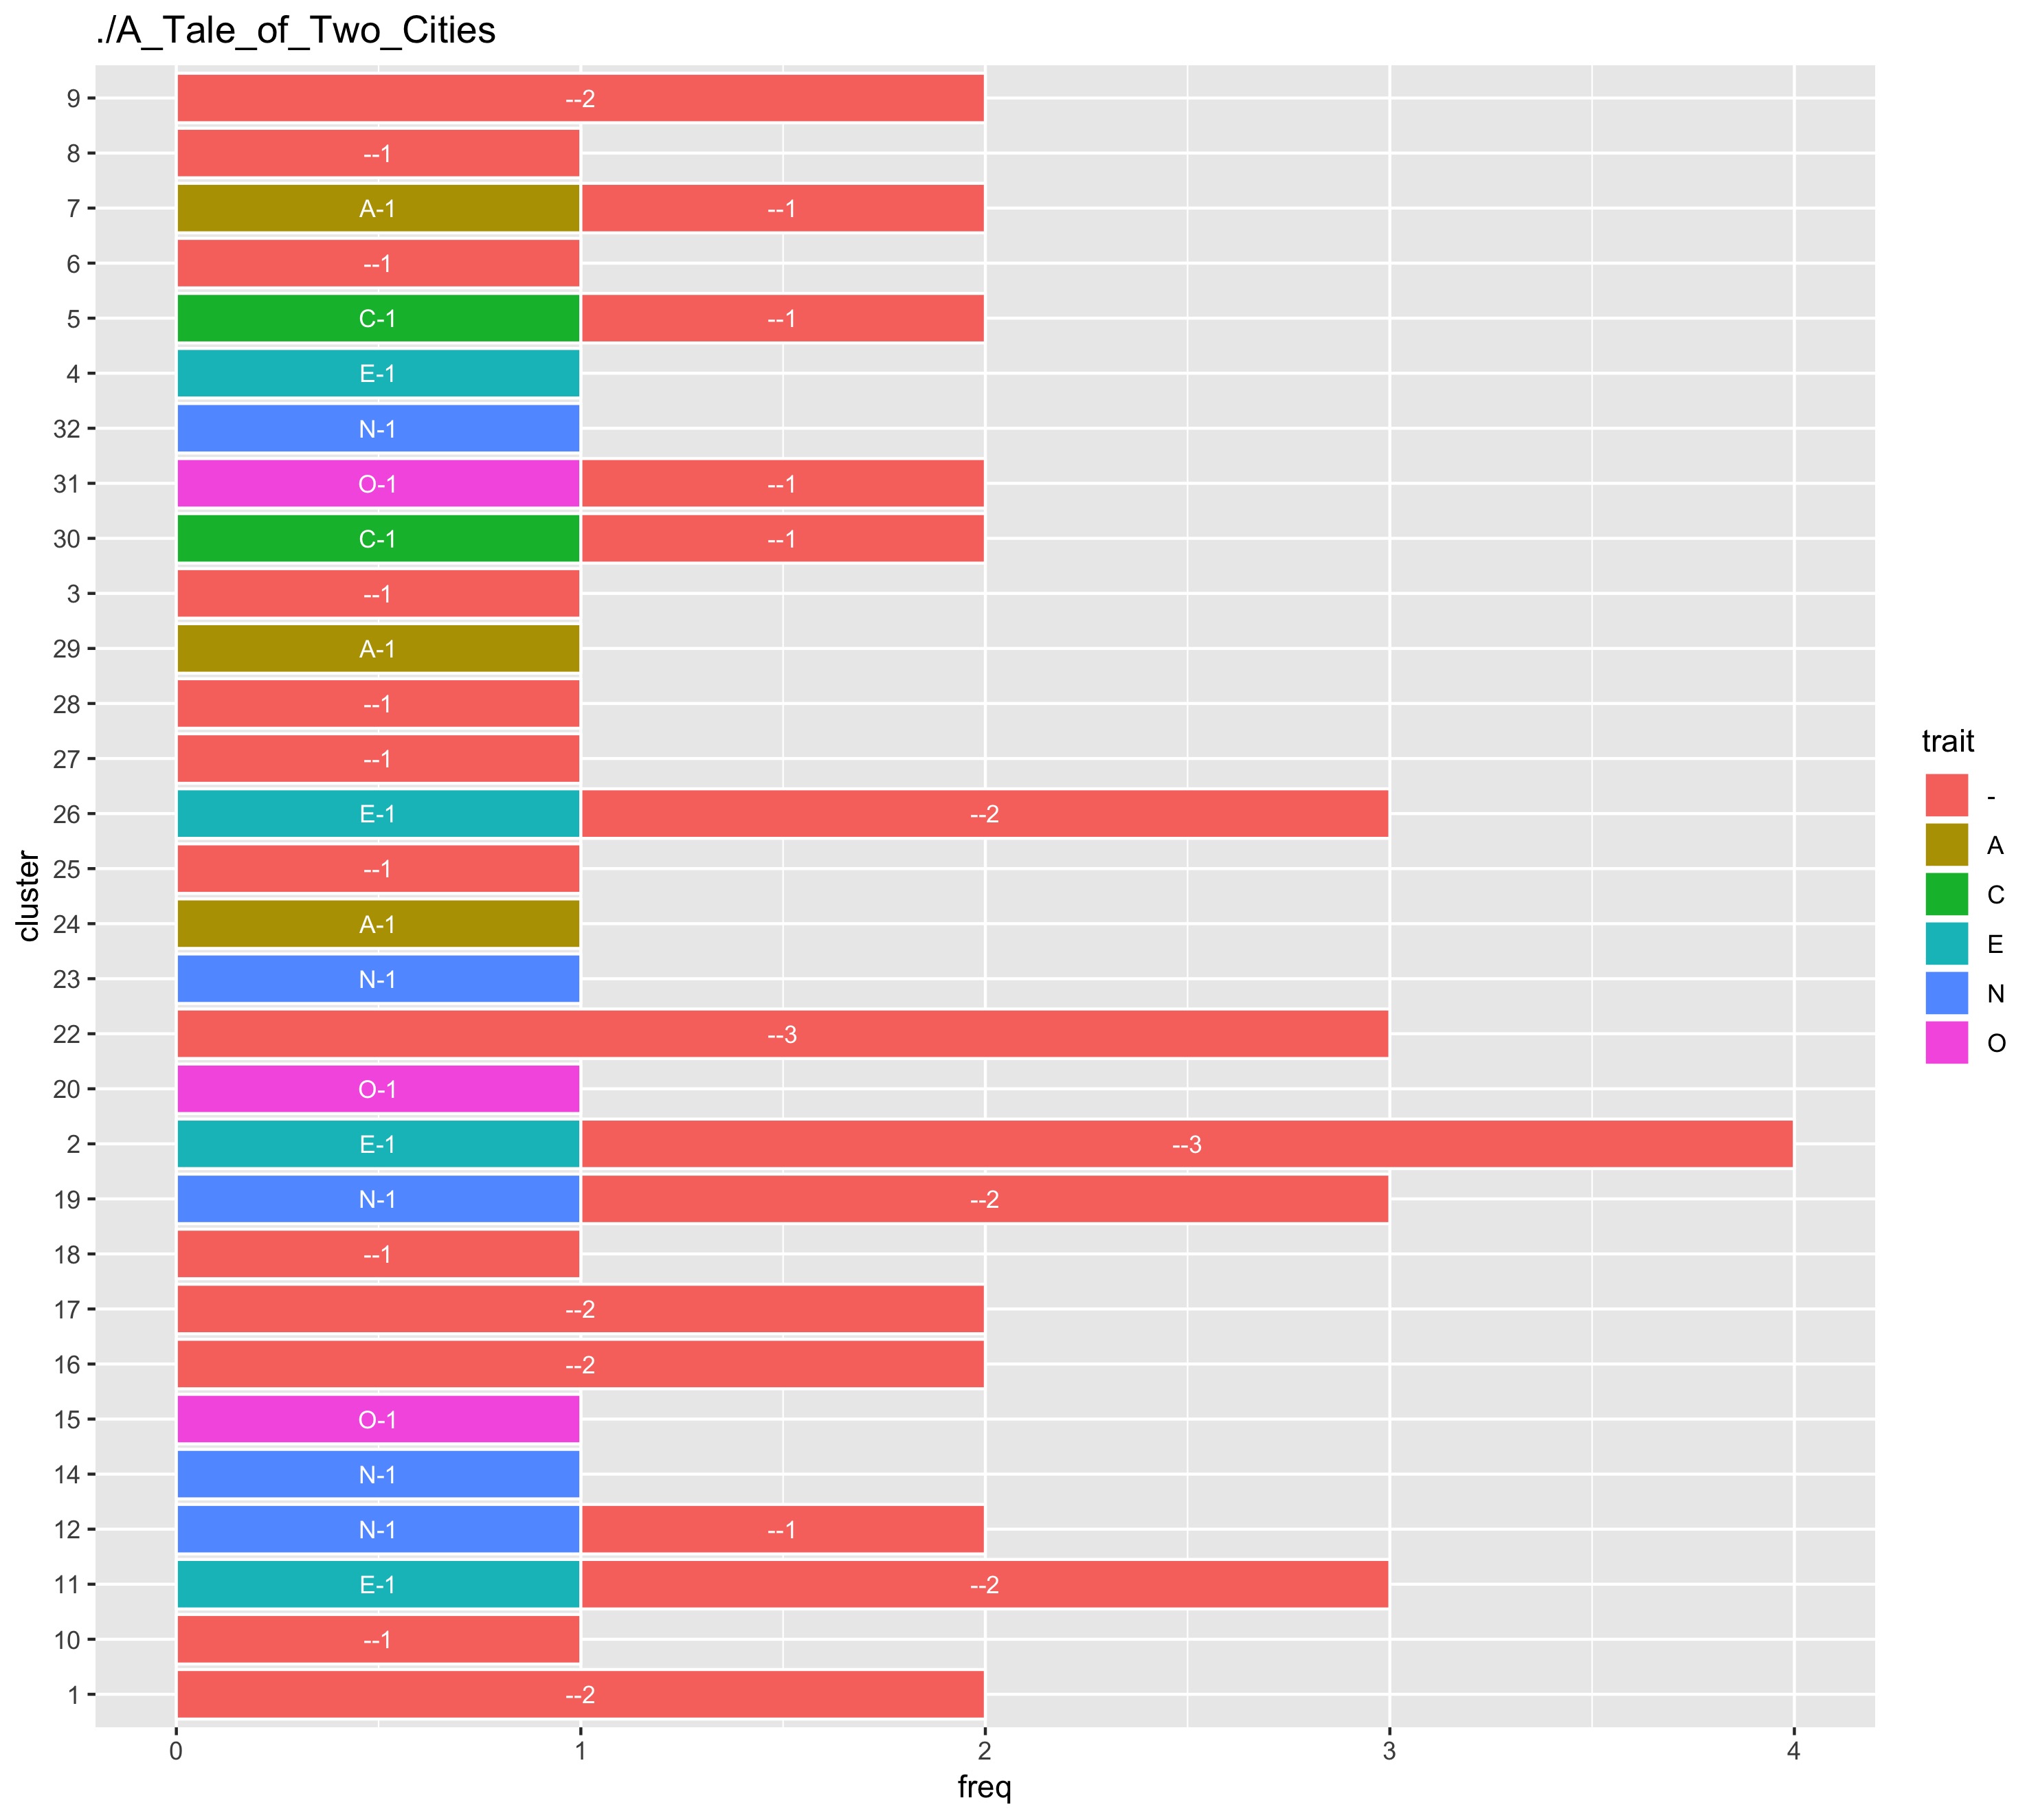 ./A_Tale_of_Two_Cities
9 --2
8 --1
7 A-1 --1
6 --1
5 C-1 --1
4 E-1
32 N-1
31 O-1 --1
30 C-1 --1
3 --1
29 A-1
28 --1
27 --1
26 E-1 --2
25 --1
24 A-1
23 N-1
22 --3
20 O-1
2 E-1 --3
19 N-1 --2
18 --1
17 --2
16 --2
15 O-1
14 N-1
12 N-1 --1
11 E-1 --2
10 --1
1 --2
0 1 2 3 4
freq
cluster
trait
-
A
C
E
N
O